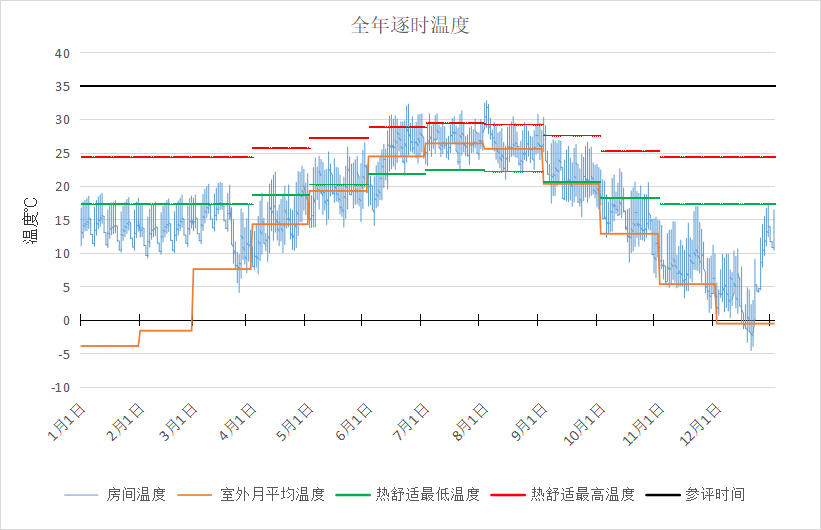 全年逐时温度
温度℃
40
35
30
25
20
15
10
5
0
-5
-10
1月1日
2月1日
3月1日
4月1日
5月1日
6月1日
7月1日
8月1日
9月1日
10月1日
11月1日
12月1日
房间温度 室外月平均温度 热舒适最低温度 热舒适最高温度 参评时间